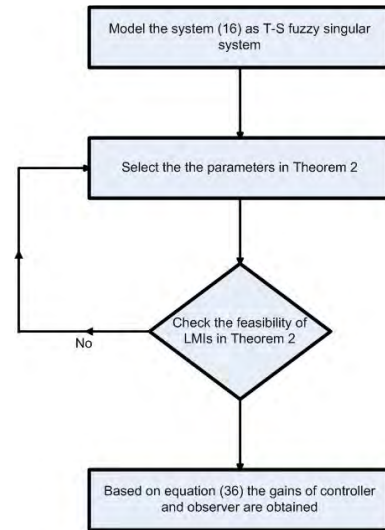 Model the system (16) as T-S fuzzy singular
system
Select the the parameters in Theorem 2
Check the feasibility of
LMIs in Theorem 2
No
Based on equation (36) the gains of controller
and observer are obtained